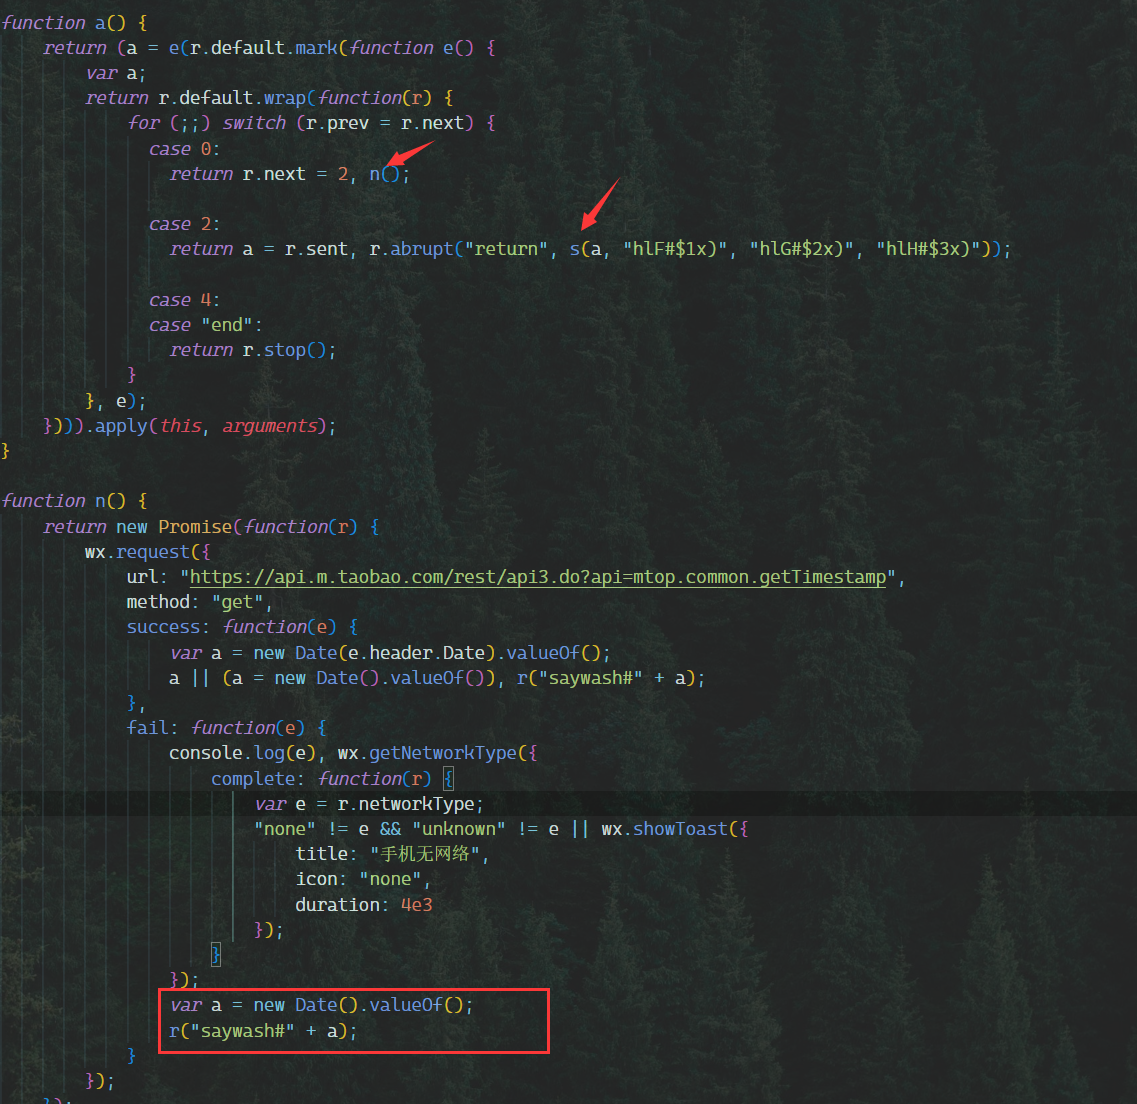 function a() {
    return (a = e(r.default.mark(function e() {
        var a;
        return r.default.wrap(function(r) {
            for (;;) switch (r.prev = r.next) {
              case 0:
                return r.next = 2, n();
              case 2:
                return a = r.sent, r.abrupt("return", s(a, "hlF#$1x)", "hlG#$2x)", "hlH#$3x)"));
              case 4:
              case "end":
                return r.stop();
            }
        }, e);
    }))).apply(this, arguments);
}
function n() {
    return new Promise(function(r) {
        wx.request({
            url: "https://api.m.taobao.com/rest/api3.do?api=mtop.common.getTimestamp",
            method: "get",
            success: function(e) {
                var a = new Date(e.header.Date).valueOf();
                a || (a = new Date().valueOf()), r("saywash#" + a);
            },
            fail: function(e) {
                console.log(e), wx.getNetworkType({
                    complete: function(r) {
                        var e = r.networkType;
                        "none" != e && "unknown" != e || wx.showToast({
                            title: "手机无网络",
                            icon: "none",
                            duration: 4e3
                        });
                    }
                });
                var a = new Date().valueOf();
                r("saywash#" + a);
            }
        });
    });